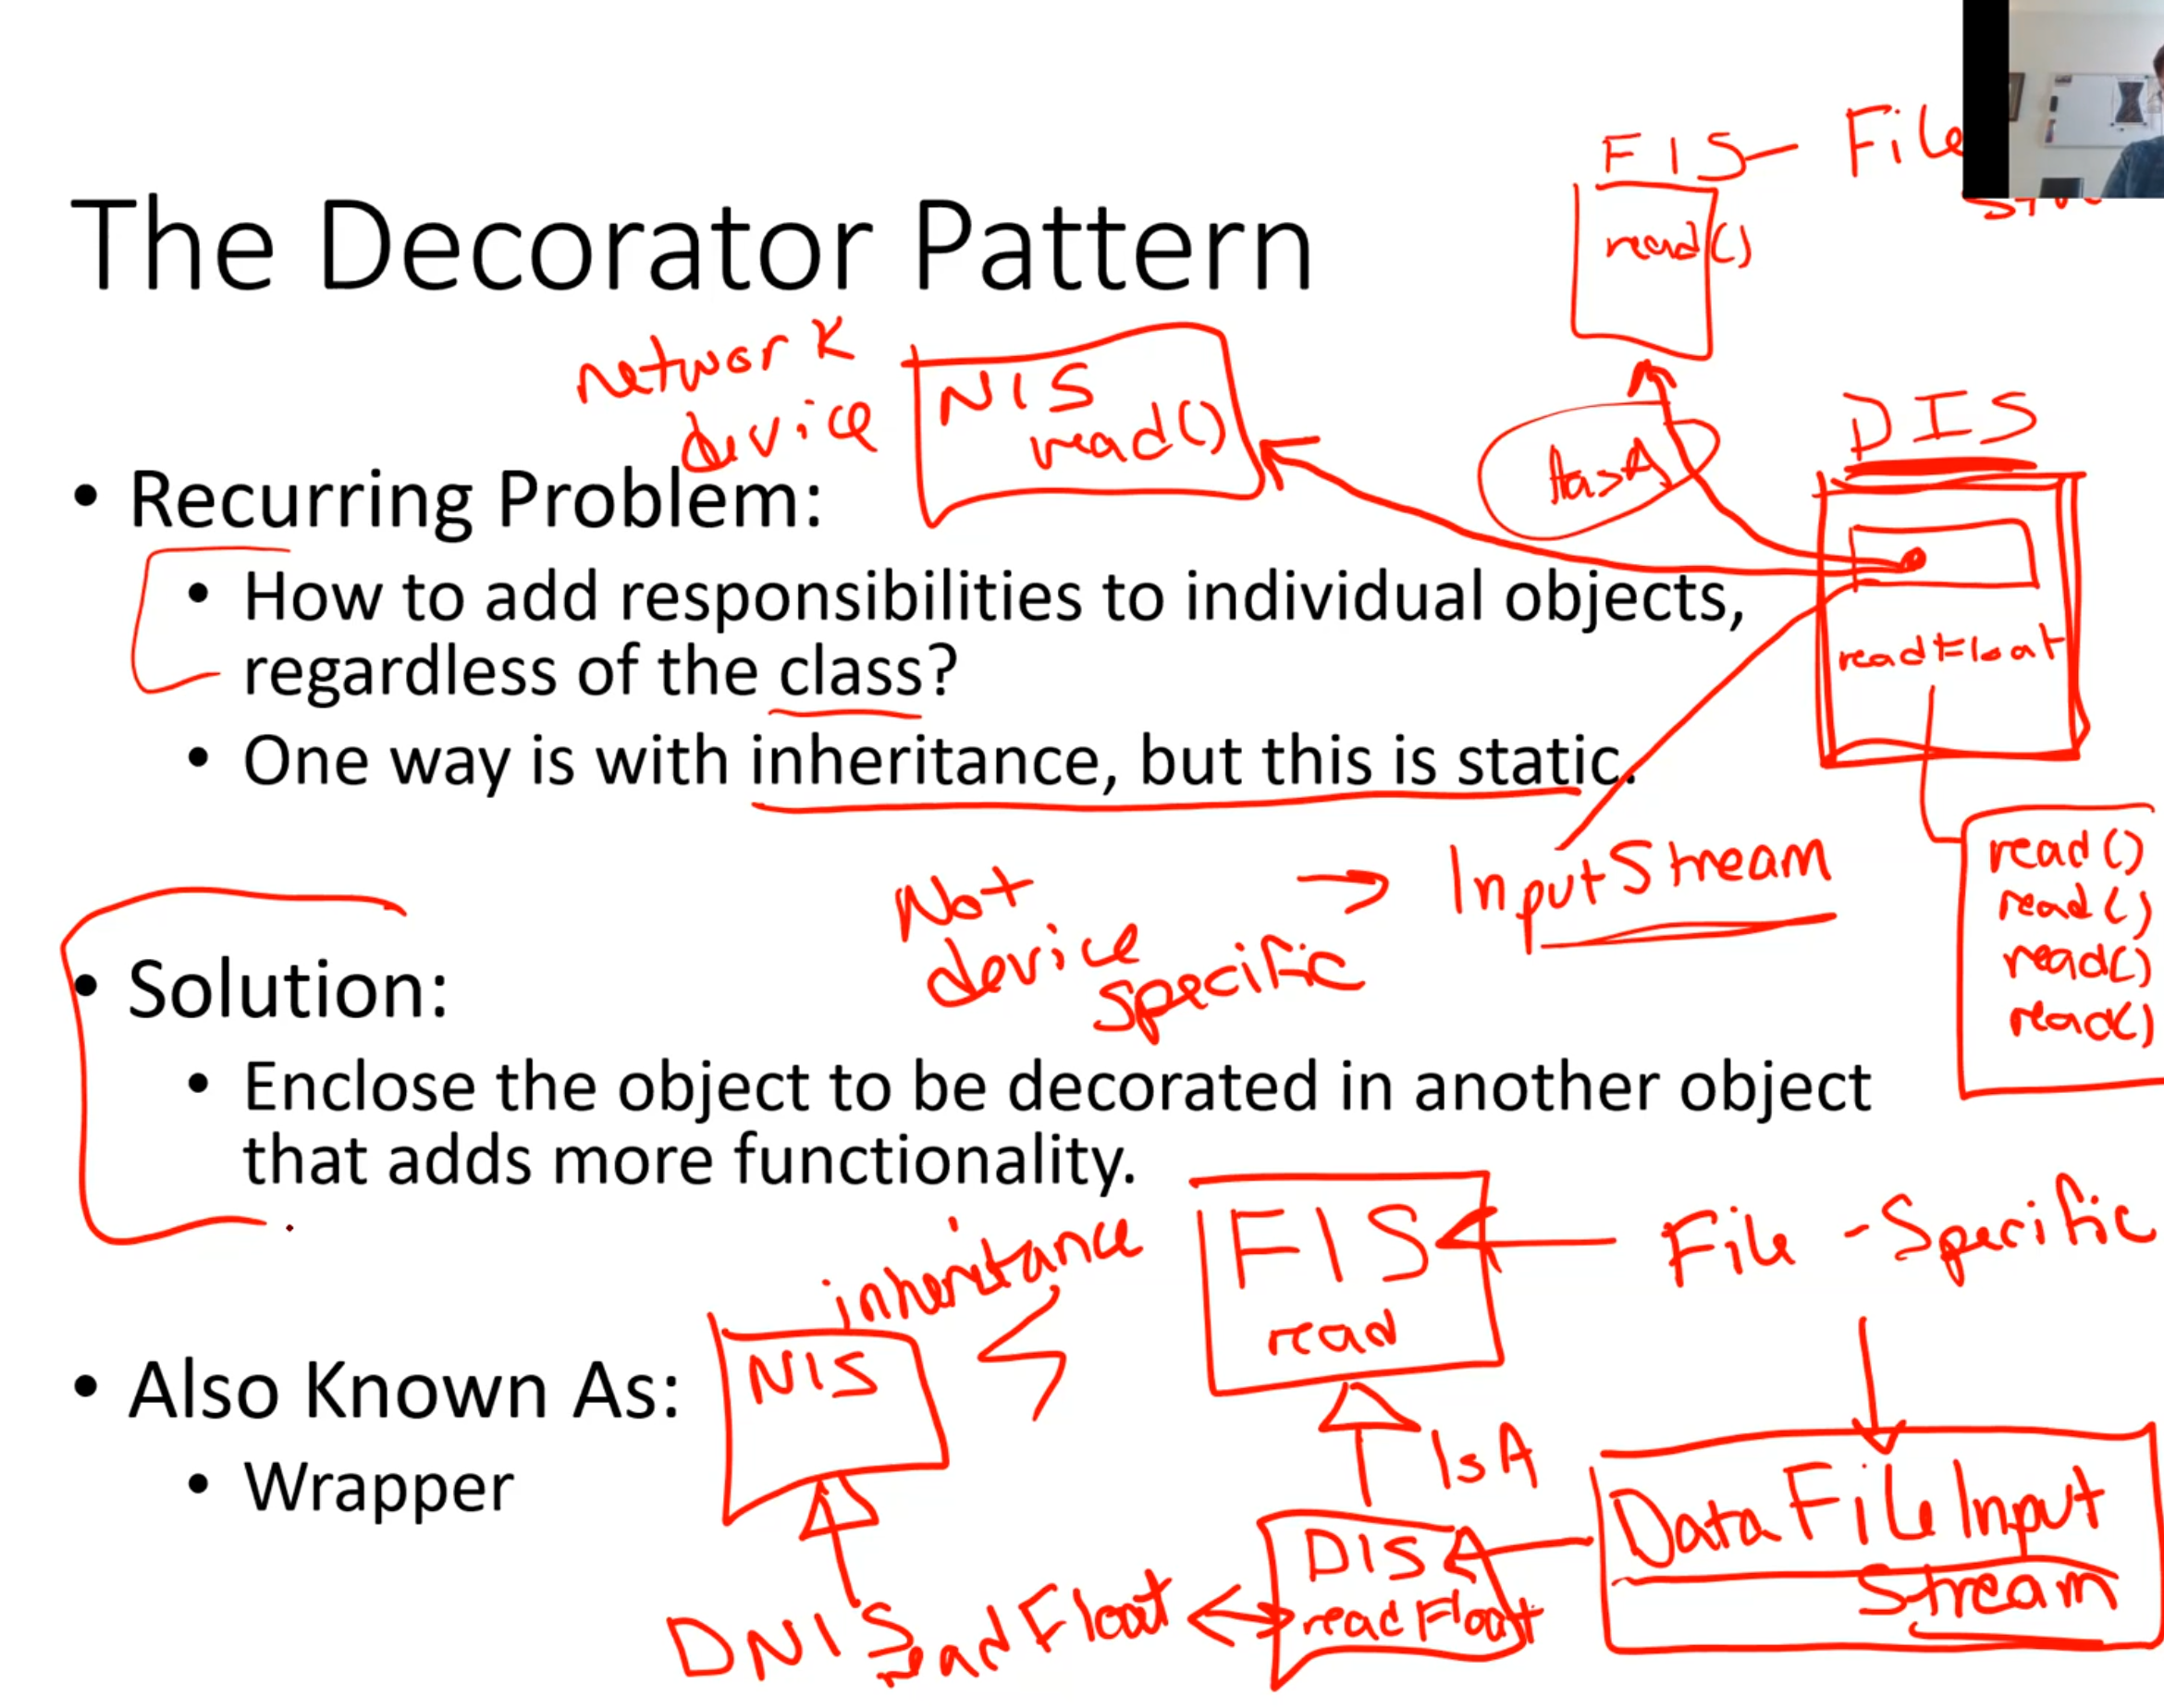 FIS — File
The Decorator Pattern
read()
network
device
NIS
read()
HasA
DIS
• Recurring Problem:
• How to add responsibilities to individual objects,
regardless of the class?
readFloat
• One way is with inheritance, but this is static.
Not
device
specific
→ InputStream
read()
read()
read()
read()
• Solution:
• Enclose the object to be decorated in another object
that adds more functionality.
inheritance
FIS
read
File - Specific
• Also Known As:
NIS
• Wrapper
IsA
DataFileInput
Stream
DIS
readFloat
DNIS
readFloat